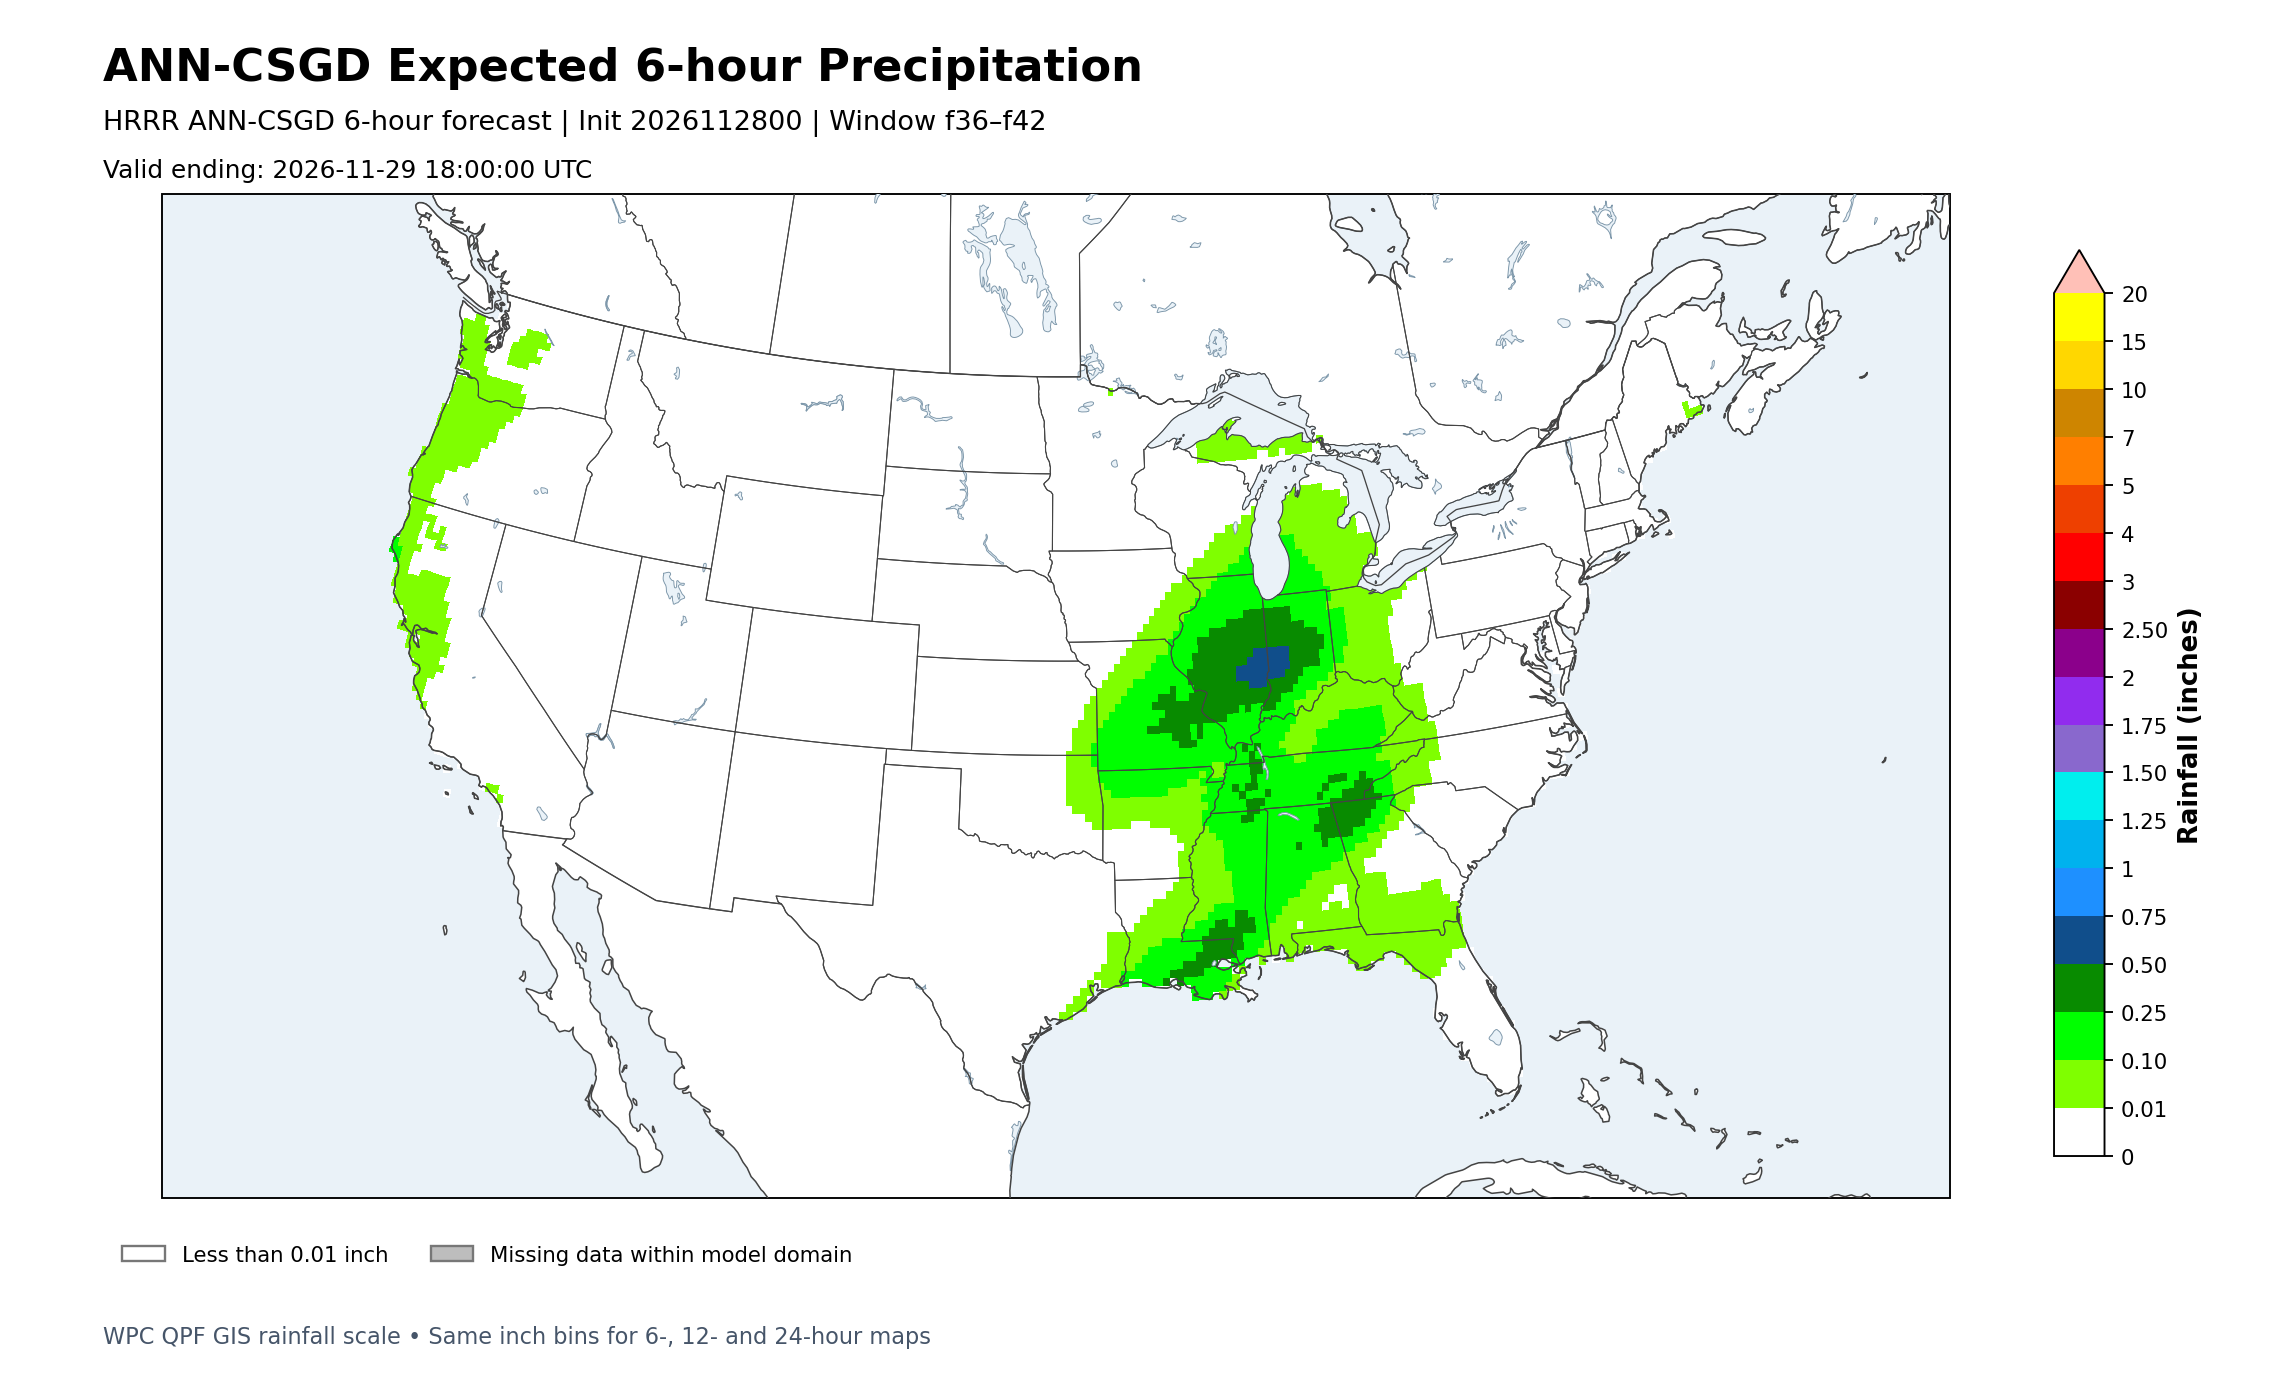 ANN-CSGD Expected 6-hour Precipitation
HRRR ANN-CSGD 6-hour forecast | Init 2026112800 | Window f36–f42
Valid ending: 2026-11-29 18:00:00 UTC
20
15
10
7
5
4
3
2.50
2
1.75
1.50
1.25
1
0.75
0.50
0.25
0.10
0.01
0
Rainfall (inches)
Less than 0.01 inch
Missing data within model domain
WPC QPF GIS rainfall scale • Same inch bins for 6-, 12- and 24-hour maps